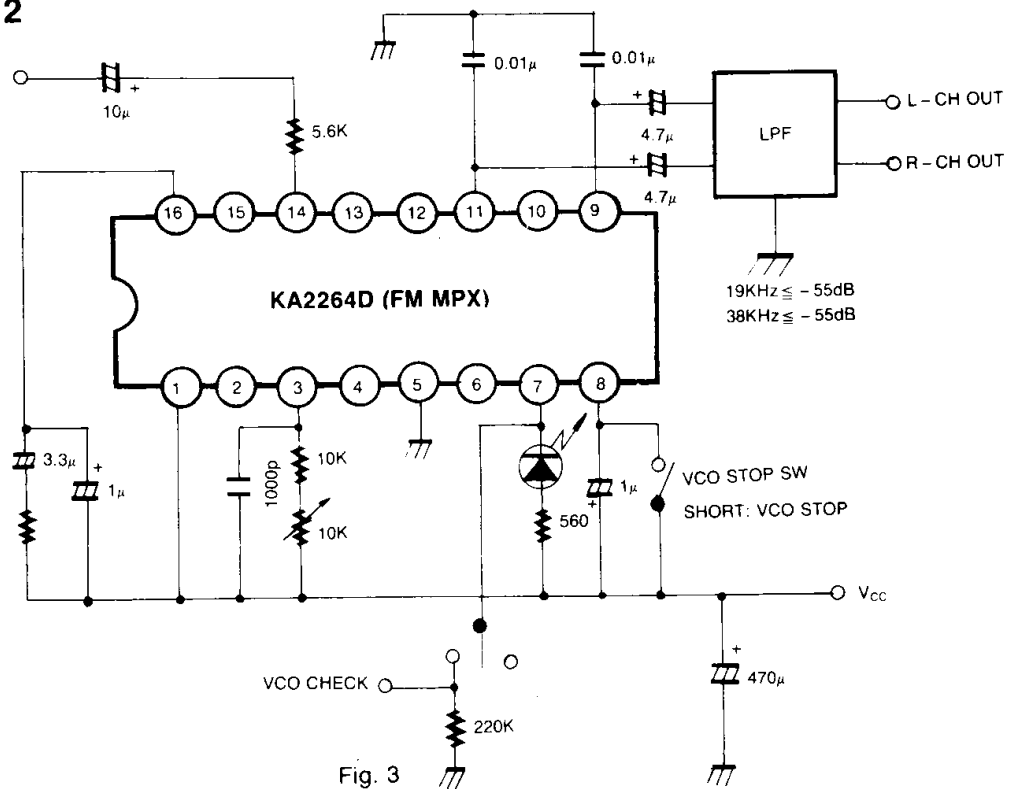 2
10μ
+
5.6K
0.01μ
0.01μ
+
4.7μ
+
4.7μ
LPF
L-CH OUT
R-CH OUT
19KHz ≦ -55dB
38KHz ≦ -55dB
16 15 14 13 12 11 10 9
KA2264D (FM MPX)
1 2 3 4 5 6 7 8
3.3μ
+
1μ
1000p
10K
10K
560
1μ
+
VCO STOP SW
SHORT: VCO STOP
VCC
VCO CHECK
220K
+
470μ
Fig. 3